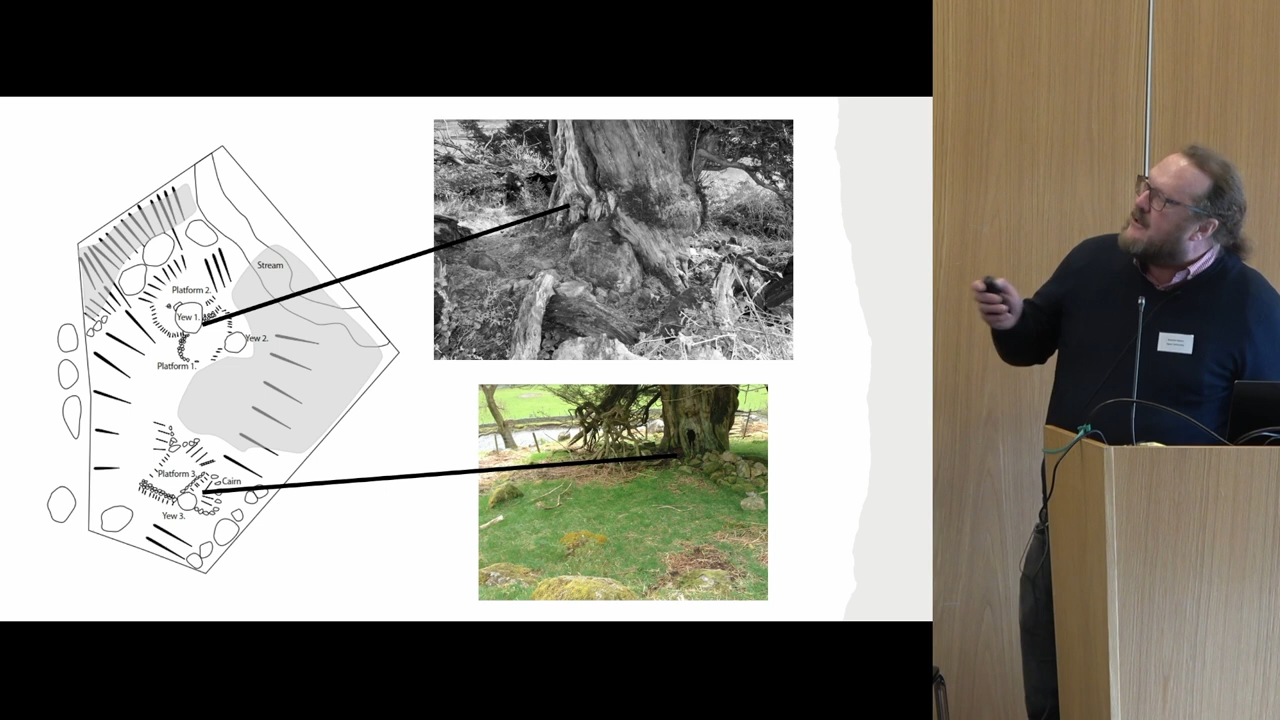 Stream
Platform 2.
Yew 1.
Yew 2.
Platform 1.
Platform 3.
Cairn
Yew 3.